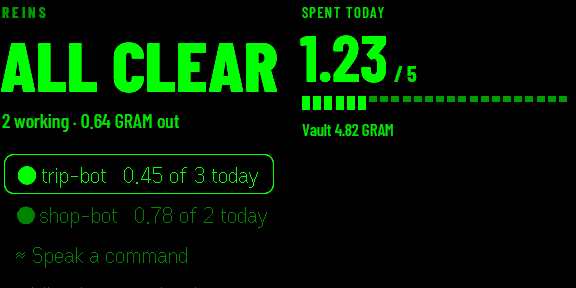 REINS
ALL CLEAR
2 working · 0.64 GRAM out
trip-bot 0.45 of 3 today
shop-bot 0.78 of 2 today
≈ Speak a command
SPENT TODAY
1.23 / 5
Vault 4.82 GRAM